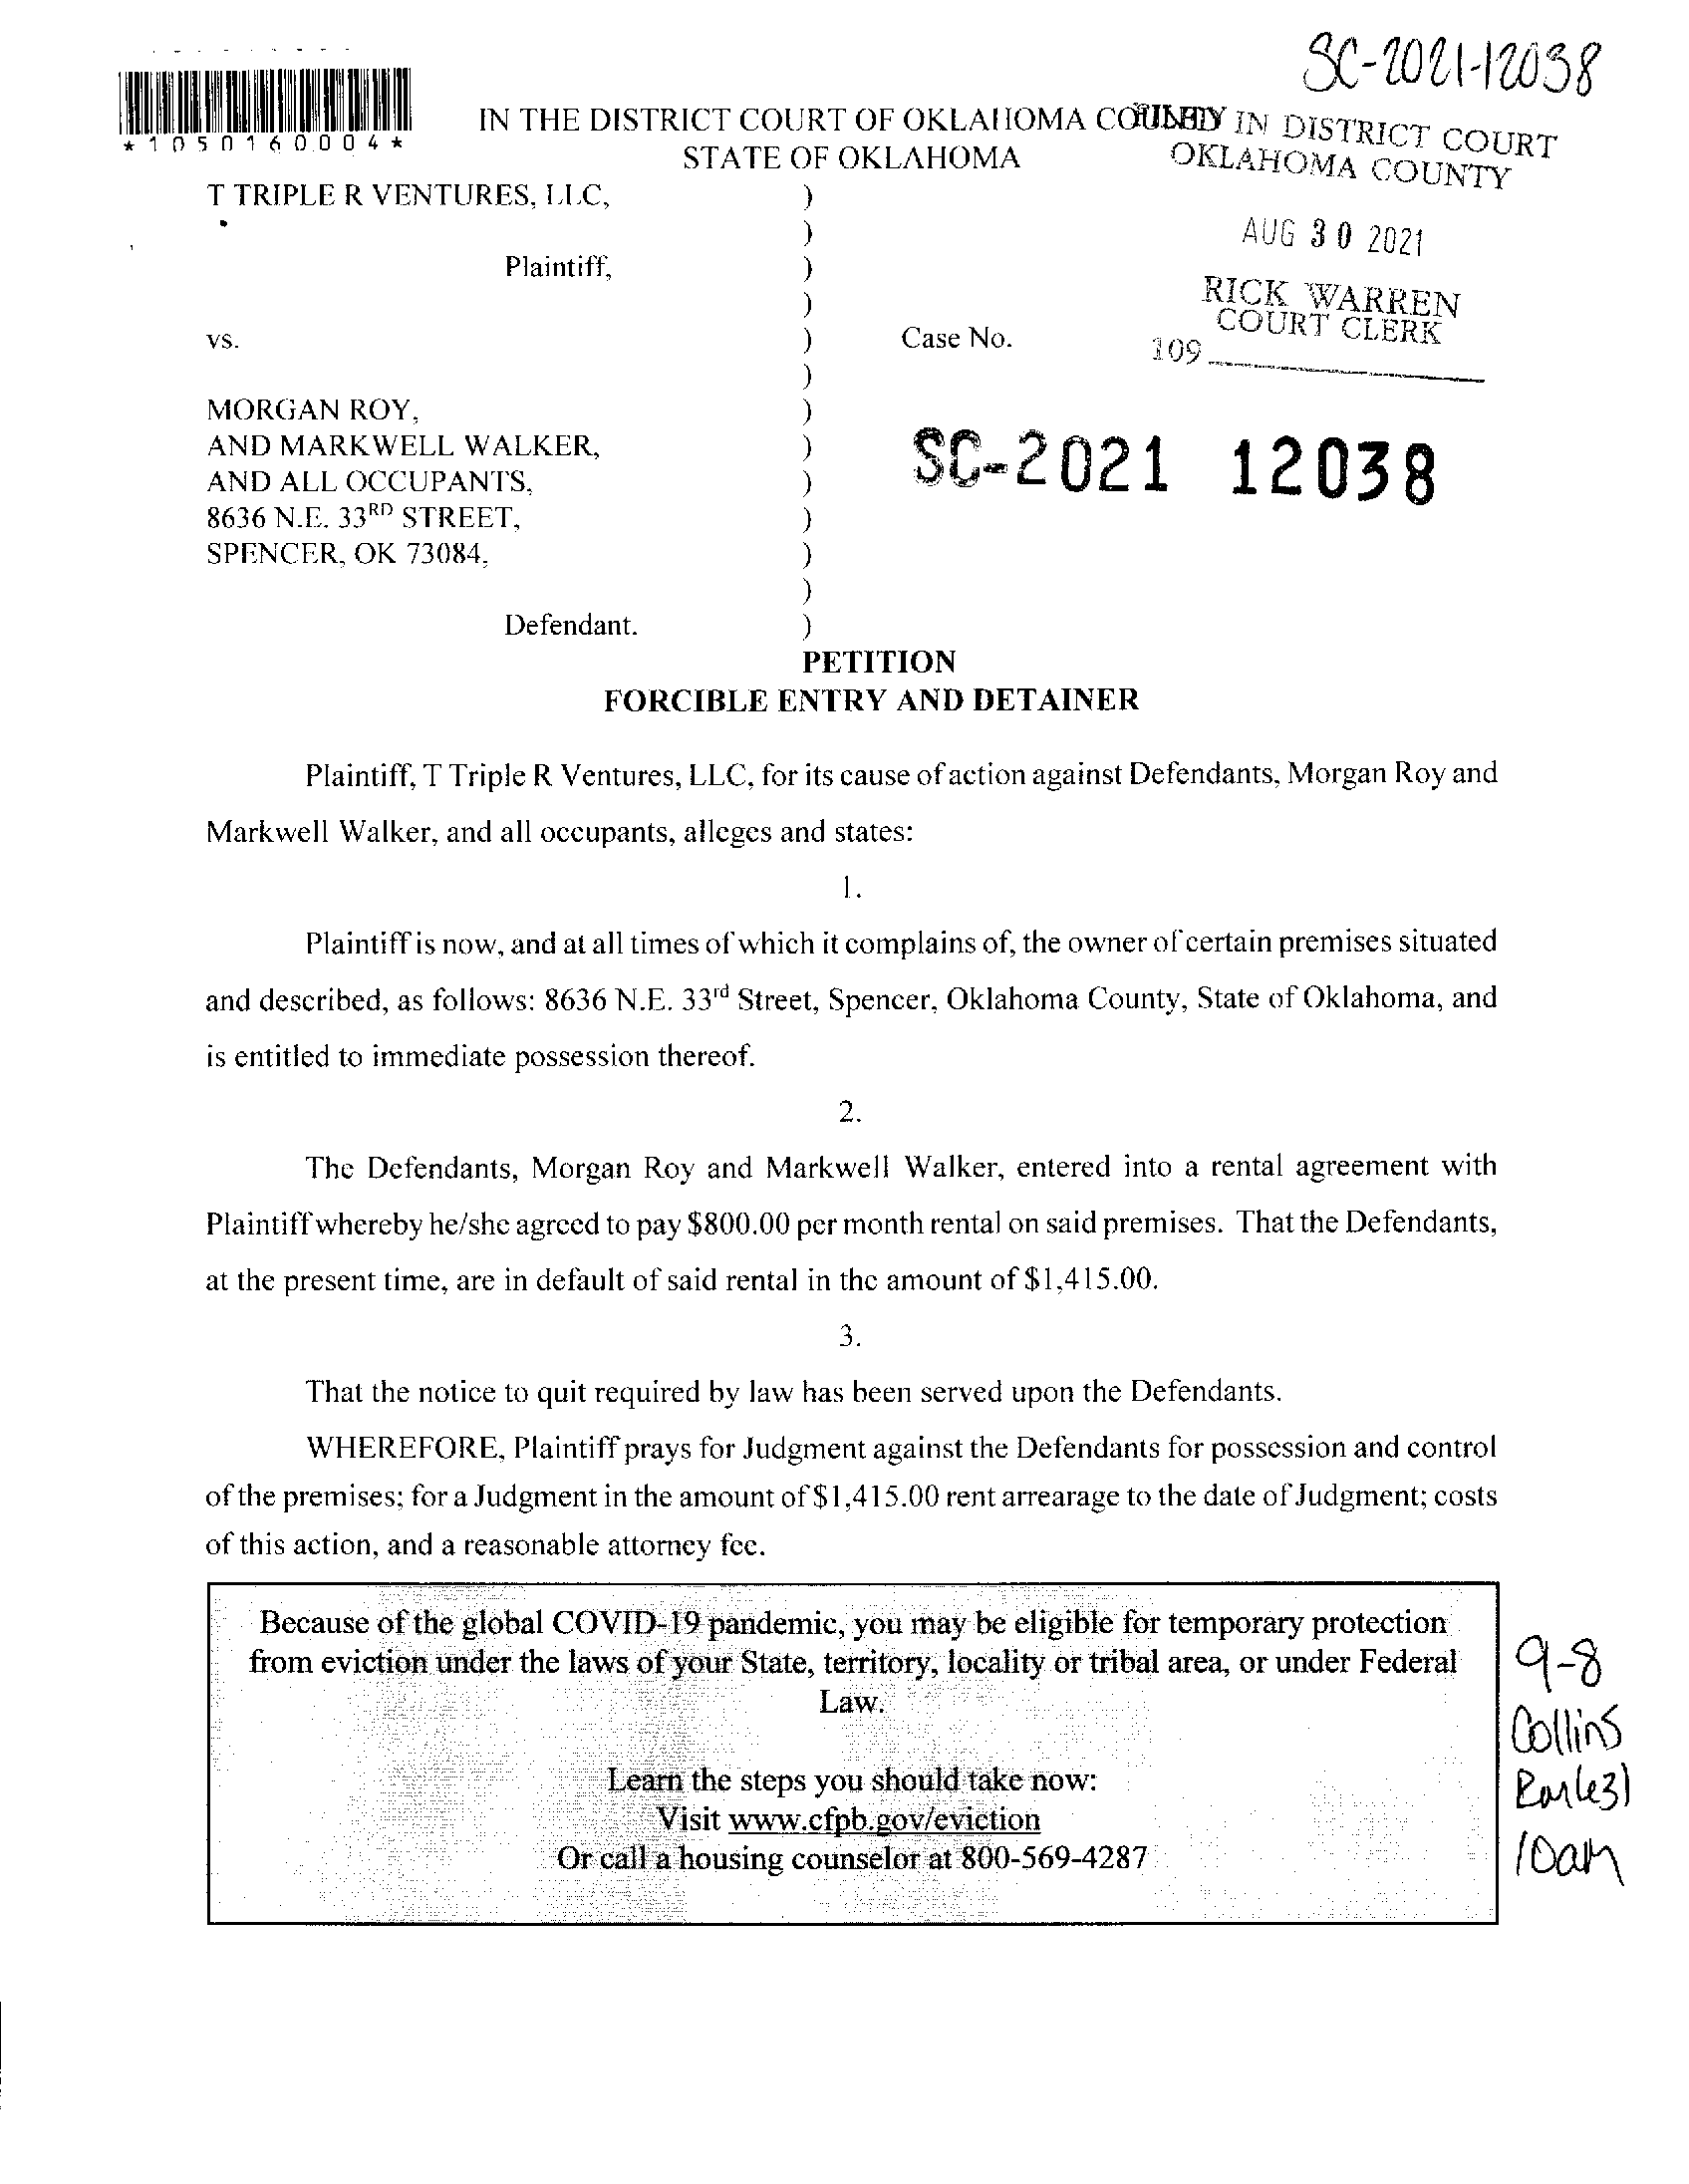 SC-2021-12038
*1050160004*
IN THE DISTRICT COURT OF OKLAHOMA COUNTY
STATE OF OKLAHOMA
FILED IN DISTRICT COURT
OKLAHOMA COUNTY
AUG 30 2021
RICK WARREN
COURT CLERK
109
T TRIPLE R VENTURES, LLC, )
)
Plaintiff, )
)
vs. ) Case No.
)
MORGAN ROY, )
AND MARKWELL WALKER, ) SC-2021 12038
AND ALL OCCUPANTS, )
8636 N.E. 33RD STREET, )
SPENCER, OK 73084, )
)
Defendant. )
PETITION
FORCIBLE ENTRY AND DETAINER
Plaintiff, T Triple R Ventures, LLC, for its cause of action against Defendants, Morgan Roy and
Markwell Walker, and all occupants, alleges and states:
1.
Plaintiff is now, and at all times of which it complains of, the owner of certain premises situated
and described, as follows: 8636 N.E. 33rd Street, Spencer, Oklahoma County, State of Oklahoma, and
is entitled to immediate possession thereof.
2.
The Defendants, Morgan Roy and Markwell Walker, entered into a rental agreement with
Plaintiff whereby he/she agreed to pay $800.00 per month rental on said premises. That the Defendants,
at the present time, are in default of said rental in the amount of $1,415.00.
3.
That the notice to quit required by law has been served upon the Defendants.
WHEREFORE, Plaintiff prays for Judgment against the Defendants for possession and control
of the premises; for a Judgment in the amount of $1,415.00 rent arrearage to the date of Judgment; costs
of this action, and a reasonable attorney fee.
Because of the global COVID-19 pandemic, you may be eligible for temporary protection
from eviction under the laws of your State, territory, locality or tribal area, or under Federal
Law.
Learn the steps you should take now:
Visit www.cfpb.gov/eviction
Or call a housing counselor at 800-569-4287
9-8
Collins
10am